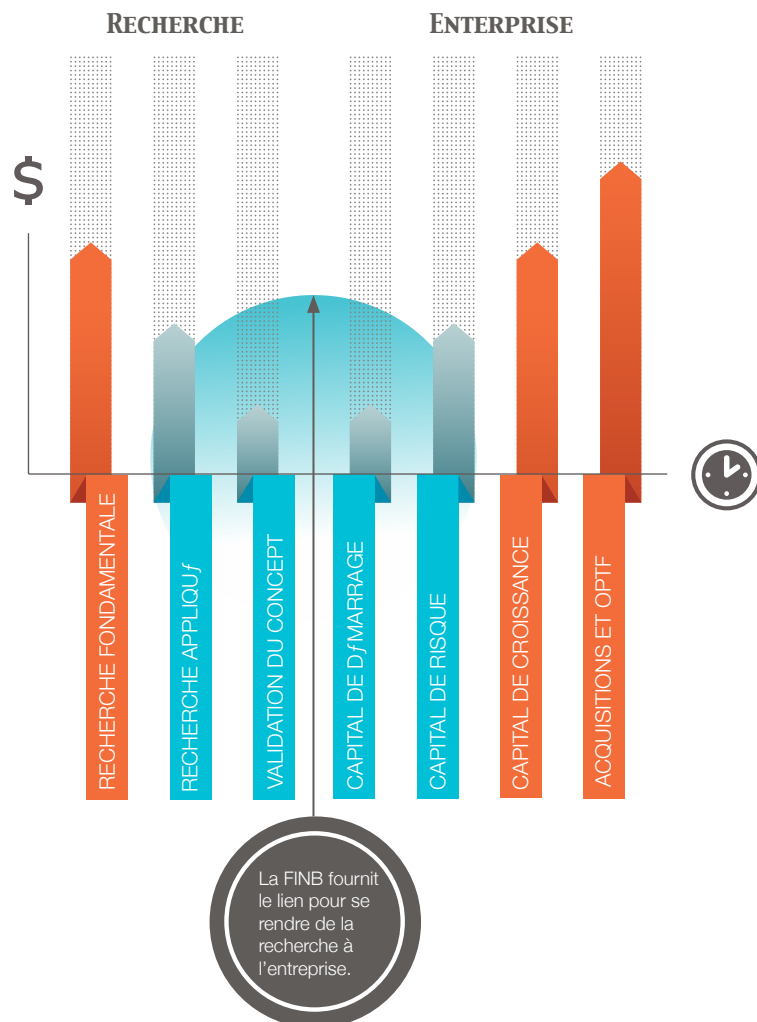 RECHERCHE
ENTERPRISE
$
RECHERCHE FONDAMENTALE
RECHERCHE APPLIQUƒ
VALIDATION DU CONCEPT
CAPITAL DE DƒMARRAGE
CAPITAL DE RISQUE
CAPITAL DE CROISSANCE
ACQUISITIONS ET OPTF
La FINB fournit
le lien pour se
rendre de la
recherche à
l'entreprise.